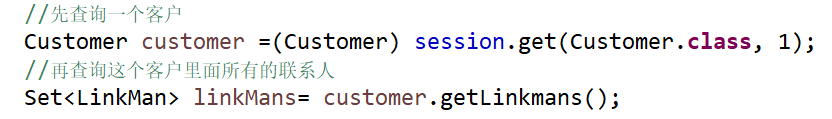 //先查询一个客户
Customer customer =(Customer) session.get(Customer.class, 1);
//再查询这个客户里面所有的联系人
Set<LinkMan> linkMans= customer.getLinkmans();